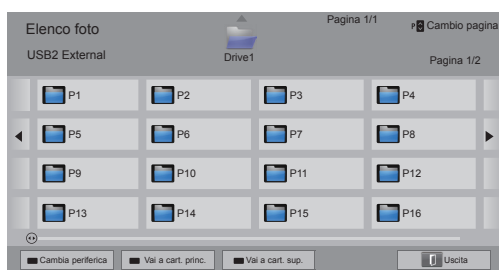 Elenco foto
Pagina 1/1
P Cambio pagina
USB2 External
Drive1
Pagina 1/2
P1 P2 P3 P4
P5 P6 P7 P8
P9 P10 P11 P12
P13 P14 P15 P16
Cambia periferica Vai a cart. princ. Vai a cart. sup. Uscita